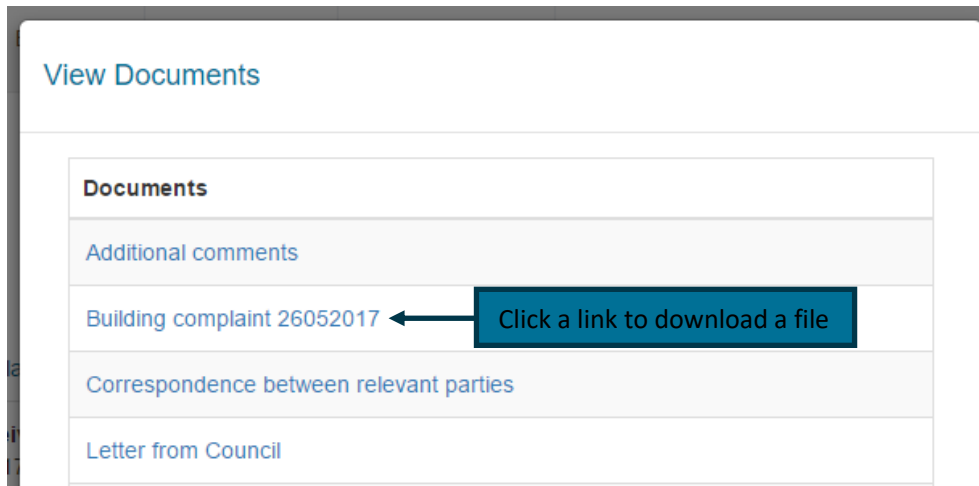 View Documents
Documents
Additional comments
Building complaint 26052017
Click a link to download a file
Correspondence between relevant parties
Letter from Council